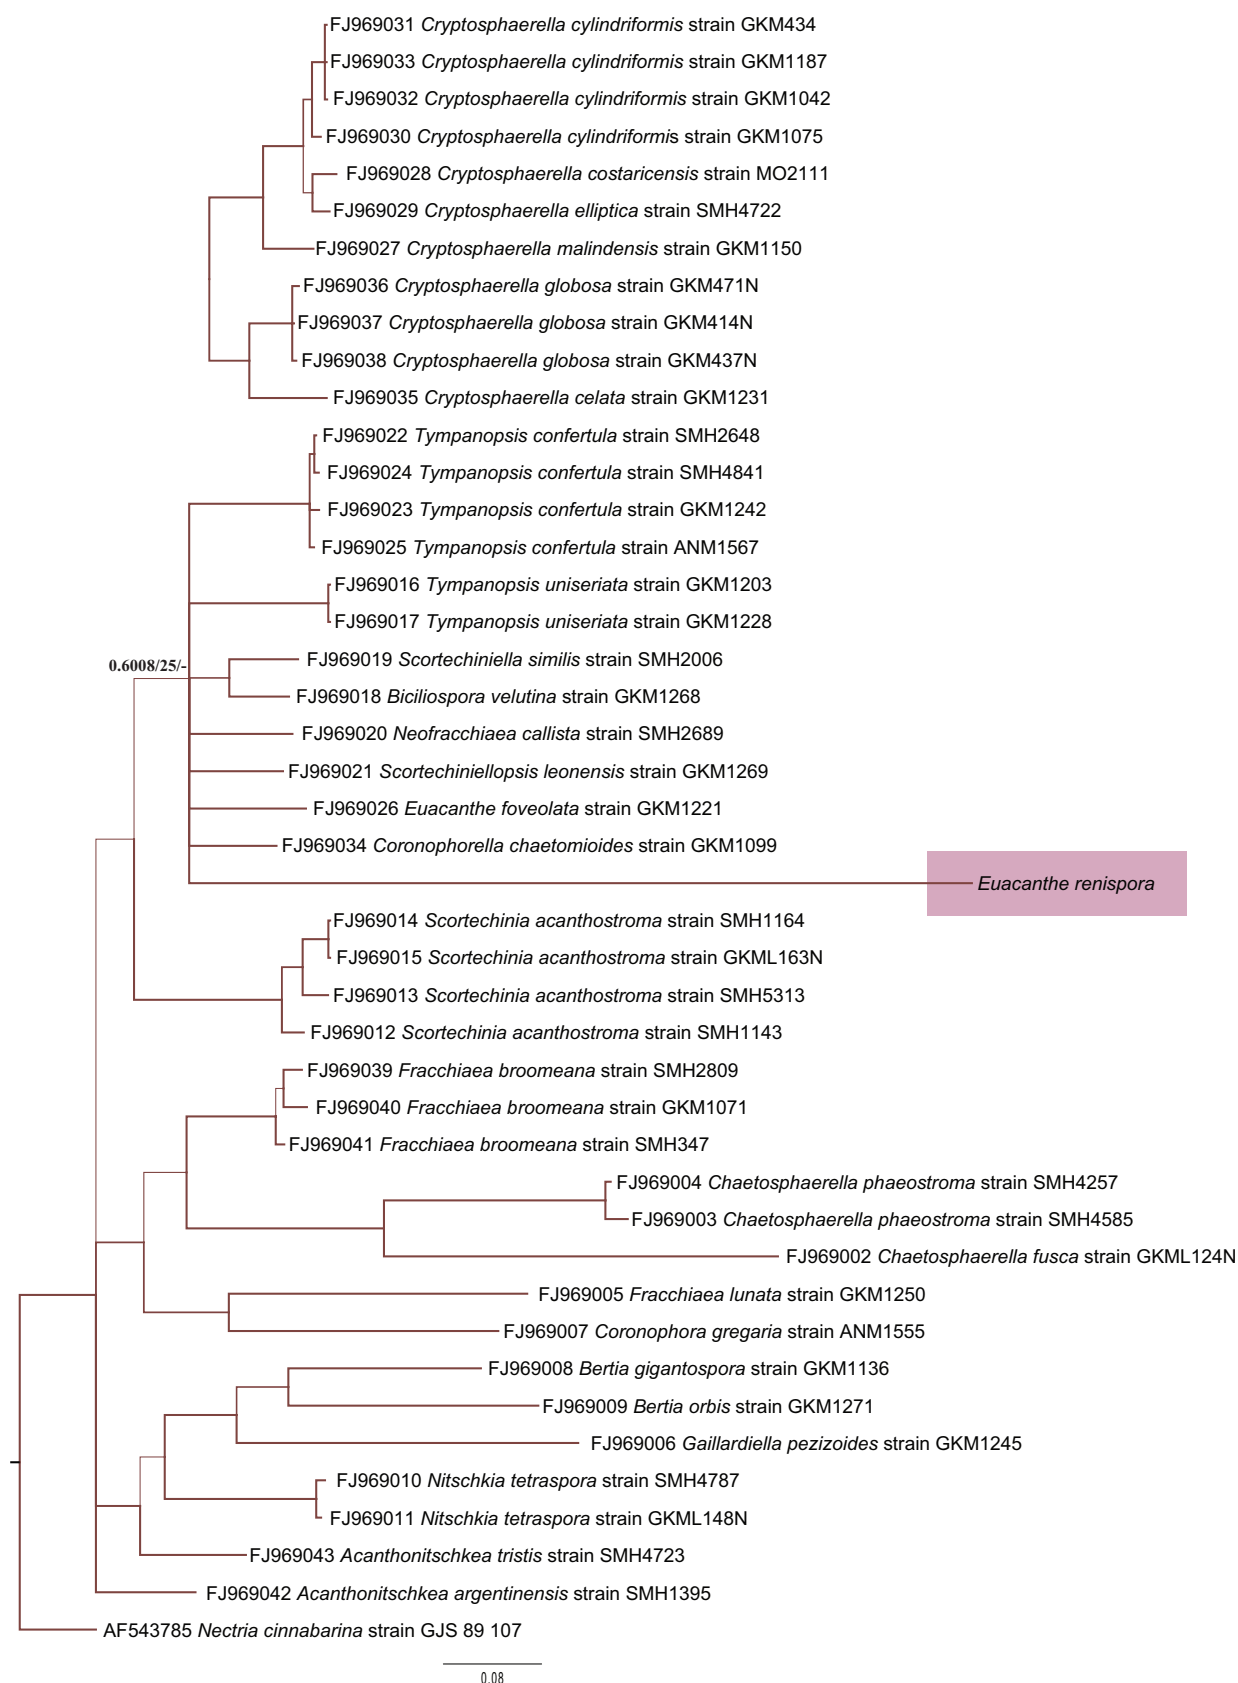 FJ969031 Cryptosphaerella cylindriformis strain GKM434
FJ969033 Cryptosphaerella cylindriformis strain GKM1187
FJ969032 Cryptosphaerella cylindriformis strain GKM1042
FJ969030 Cryptosphaerella cylindriformis strain GKM1075
FJ969028 Cryptosphaerella costaricensis strain MO2111
FJ969029 Cryptosphaerella elliptica strain SMH4722
FJ969027 Cryptosphaerella malindensis strain GKM1150
FJ969036 Cryptosphaerella globosa strain GKM471N
FJ969037 Cryptosphaerella globosa strain GKM414N
FJ969038 Cryptosphaerella globosa strain GKM437N
FJ969035 Cryptosphaerella celata strain GKM1231
FJ969022 Tympanopsis confertula strain SMH2648
FJ969024 Tympanopsis confertula strain SMH4841
FJ969023 Tympanopsis confertula strain GKM1242
FJ969025 Tympanopsis confertula strain ANM1567
FJ969016 Tympanopsis uniseriata strain GKM1203
FJ969017 Tympanopsis uniseriata strain GKM1228
0.6008/25/-
FJ969019 Scortechiniella similis strain SMH2006
FJ969018 Biciliospora velutina strain GKM1268
FJ969020 Neofracchiaea callista strain SMH2689
FJ969021 Scortechiniellopsis leonensis strain GKM1269
FJ969026 Euacanthe foveolata strain GKM1221
FJ969034 Coronophorella chaetomioides strain GKM1099
Euacanthe renispora
FJ969014 Scortechinia acanthostroma strain SMH1164
FJ969015 Scortechinia acanthostroma strain GKML163N
FJ969013 Scortechinia acanthostroma strain SMH5313
FJ969012 Scortechinia acanthostroma strain SMH1143
FJ969039 Fracchiaea broomeana strain SMH2809
FJ969040 Fracchiaea broomeana strain GKM1071
FJ969041 Fracchiaea broomeana strain SMH347
FJ969004 Chaetosphaerella phaeostroma strain SMH4257
FJ969003 Chaetosphaerella phaeostroma strain SMH4585
FJ969002 Chaetosphaerella fusca strain GKML124N
FJ969005 Fracchiaea lunata strain GKM1250
FJ969007 Coronophora gregaria strain ANM1555
FJ969008 Bertia gigantospora strain GKM1136
FJ969009 Bertia orbis strain GKM1271
FJ969006 Gaillardiella pezizoides strain GKM1245
FJ969010 Nitschkia tetraspora strain SMH4787
FJ969011 Nitschkia tetraspora strain GKML148N
FJ969043 Acanthonitschkea tristis strain SMH4723
FJ969042 Acanthonitschkea argentinensis strain SMH1395
AF543785 Nectria cinnabarina strain GJS 89 107
0.08